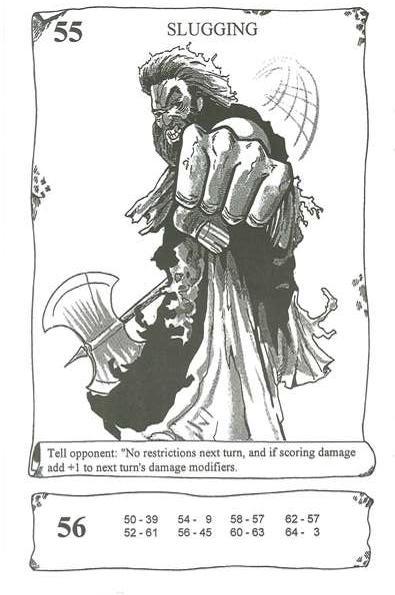 55 SLUGGING
Tell opponent: "No restrictions next turn, and if scoring damage
add +1 to next turn's damage modifiers.
56 50 - 39 54 - 9 58 - 57 62 - 57
52 - 61 56 - 45 60 - 63 64 - 3